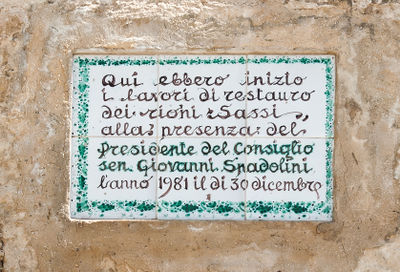 Qui ebbero inizio
i lavori di restauro
dei rioni Sassi
alla presenza del
Presidente del Consiglio
sen. Giovanni Spadolini
l'anno 1981 il dì 30 dicembre